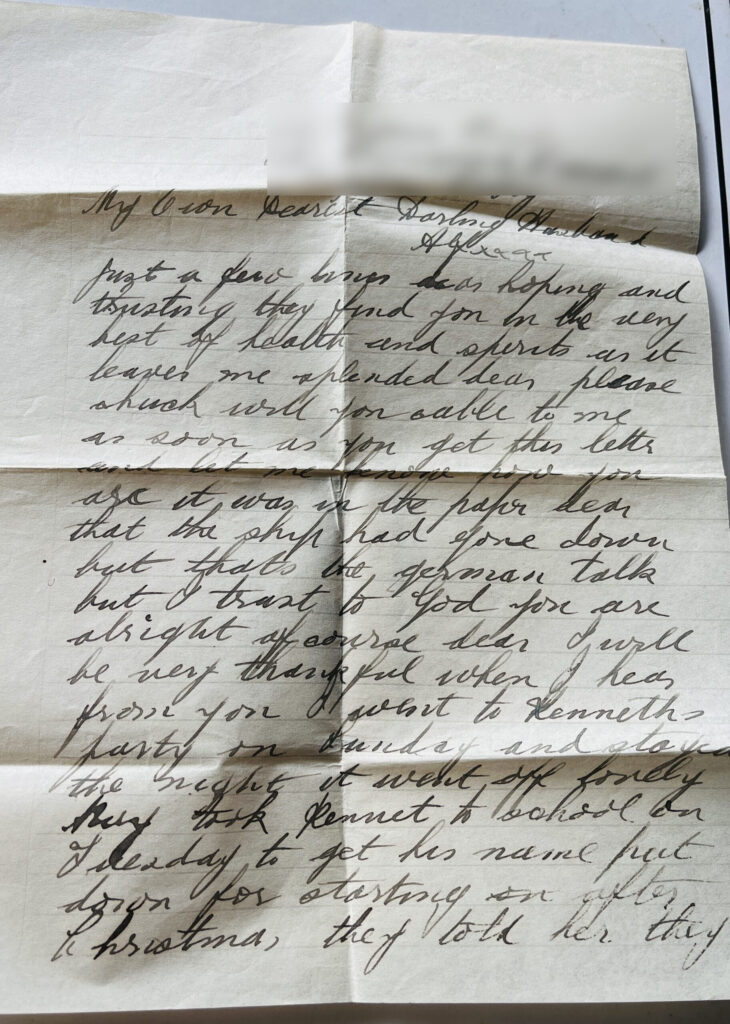 My Own Dearest Darling Husband
Alfxxxx
Just a few lines dear hoping and
trusting they find you in the very
best of health and spirits as it
leaves me splended dear please
chuck will you cable to me
as soon as you get this letter
and let me know how you
are it was in the paper dear
that the ship had gone down
but thats the german talk
but I trust to God you are
alright of course dear I will
be very thankful when I hear
from you I went to Kenneths
party on Sunday and stayed
the night it went off lovely
took Kennet to school on
Tuesday to get his name put
down for starting on after
Christmas they told her they